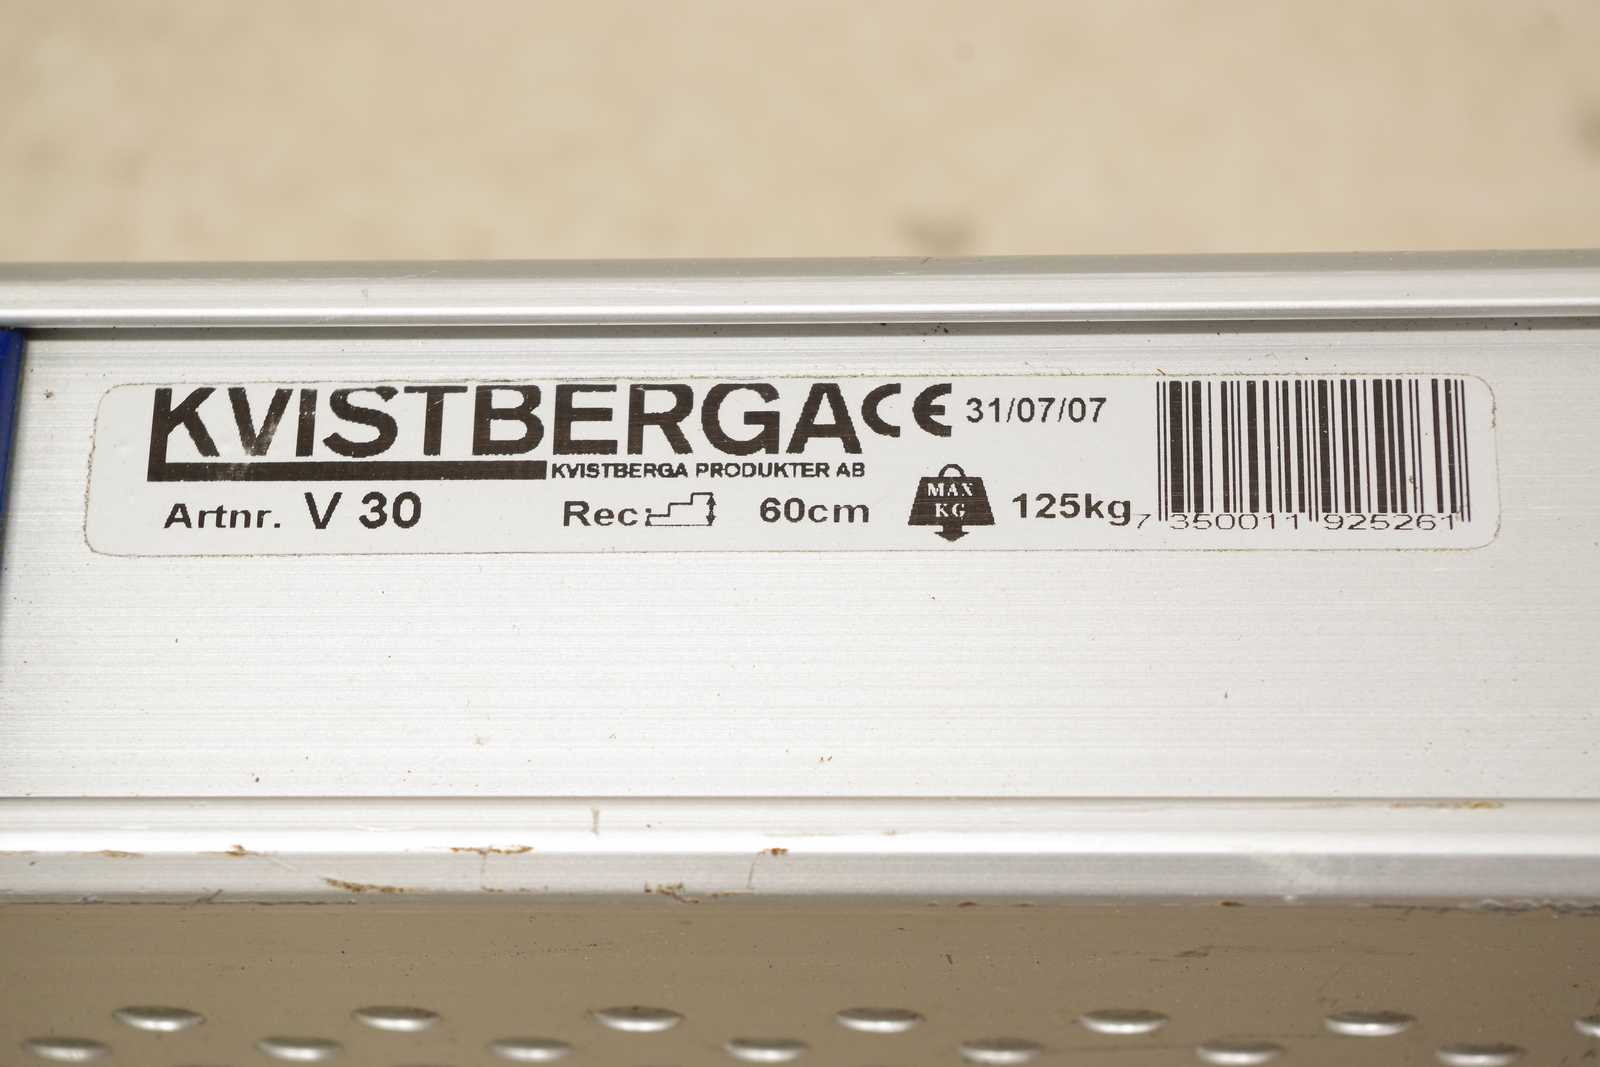 KVISTBERGA CE 31/07/07
KVISTBERGA PRODUKTER AB
Artnr. V 30 Rec 60cm MAX KG 125kg
7 350011 925261